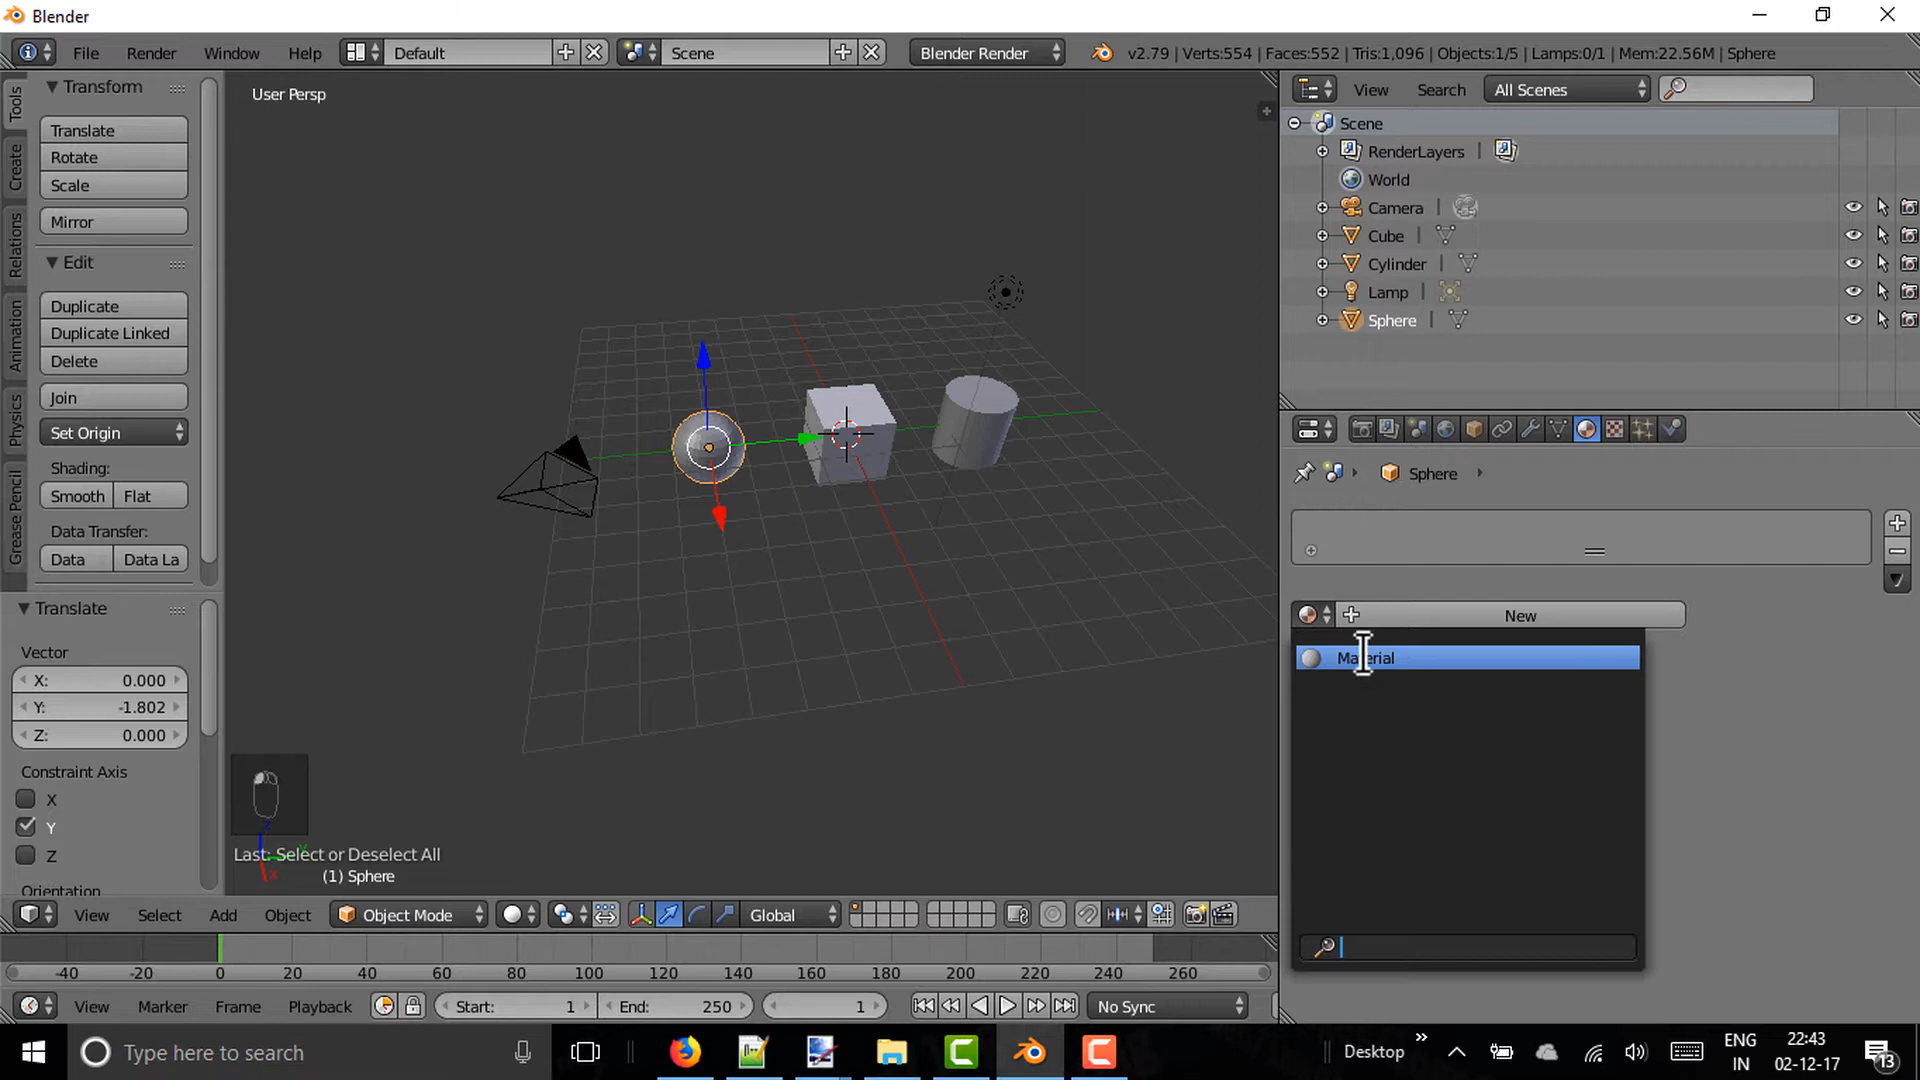 Blender
File Render Window Help Default Scene Blender Render v2.79 | Verts:554 | Faces:552 | Tris:1,096 | Objects:1/5 | Lamps:0/1 | Mem:22.56M | Sphere
Tools
Create
Relations
Animation
Physics
Grease Pencil
Transform
Translate
Rotate
Scale
Mirror
Edit
Duplicate
Duplicate Linked
Delete
Join
Set Origin
Shading:
Smooth Flat
Data Transfer:
Data Data La
Translate
Vector
X: 0.000
Y: -1.802
Z: 0.000
Constraint Axis
X
Y
Z
Orientation
User Persp
Last: Select or Deselect All
(1) Sphere
View Select Add Object Object Mode Global
-40 -20 0 20 40 60 80 100 120 140 160 180 200 220 240 260
View Marker Frame Playback Start: 1 End: 250 1 No Sync
View Search All Scenes
Scene
RenderLayers |
World
Camera |
Cube |
Cylinder |
Lamp |
Sphere |
Sphere
New
Material
Type here to search
Desktop
ENG
IN
22:43
02-12-17
13